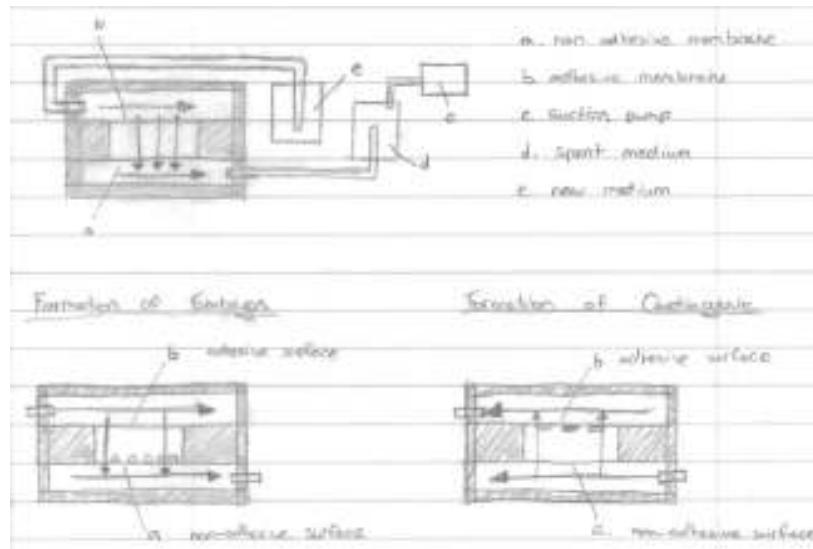 b
e
c
d
a
a. non adhesive membrane
b. adhesive membrane
c. suction pump
d. spent medium
e. new medium
Formation of
Formation of
b adhesive surface
b adhesive surface
a non-adhesive surface
a. non-adhesive surface